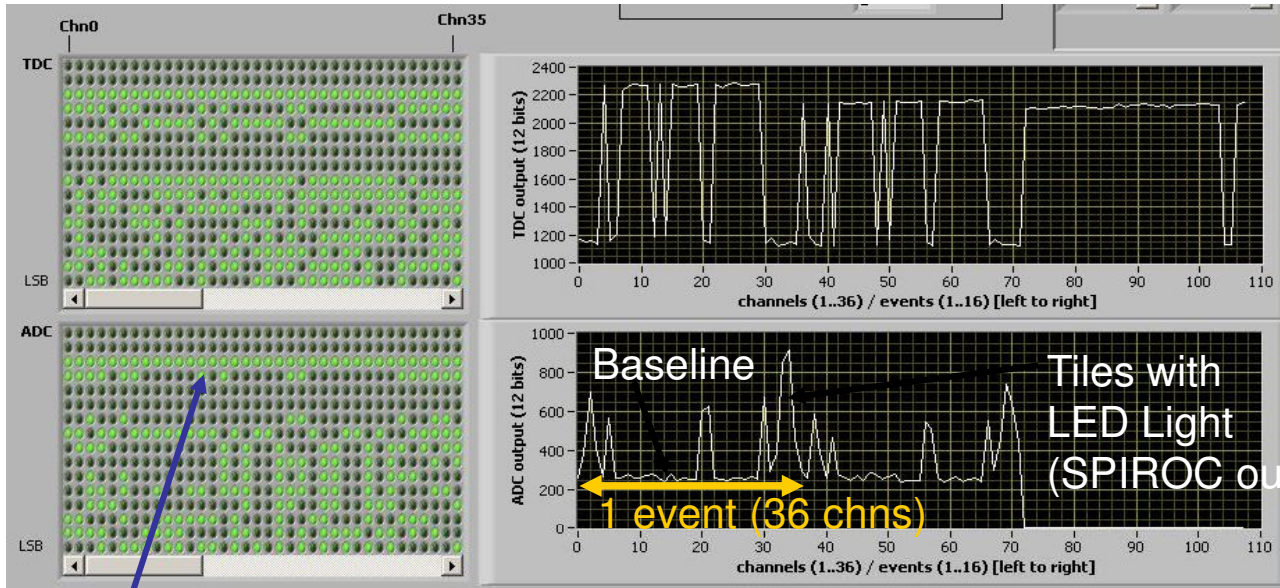 Chn0
Chn35
TDC
LSB
TDC output (12 bits)
2400
2200
2000
1800
1600
1400
1200
1000
0 10 20 30 40 50 60 70 80 90 100 110
channels (1..36) / events (1..16) [left to right]
ADC
LSB
ADC output (12 bits)
1000
800
600
400
200
0
Baseline
Tiles with
LED Light
(SPIROC ou
1 event (36 chns)
0 10 20 30 40 50 60 70 80 90 100 110
channels (1..36) / events (1..16) [left to right]